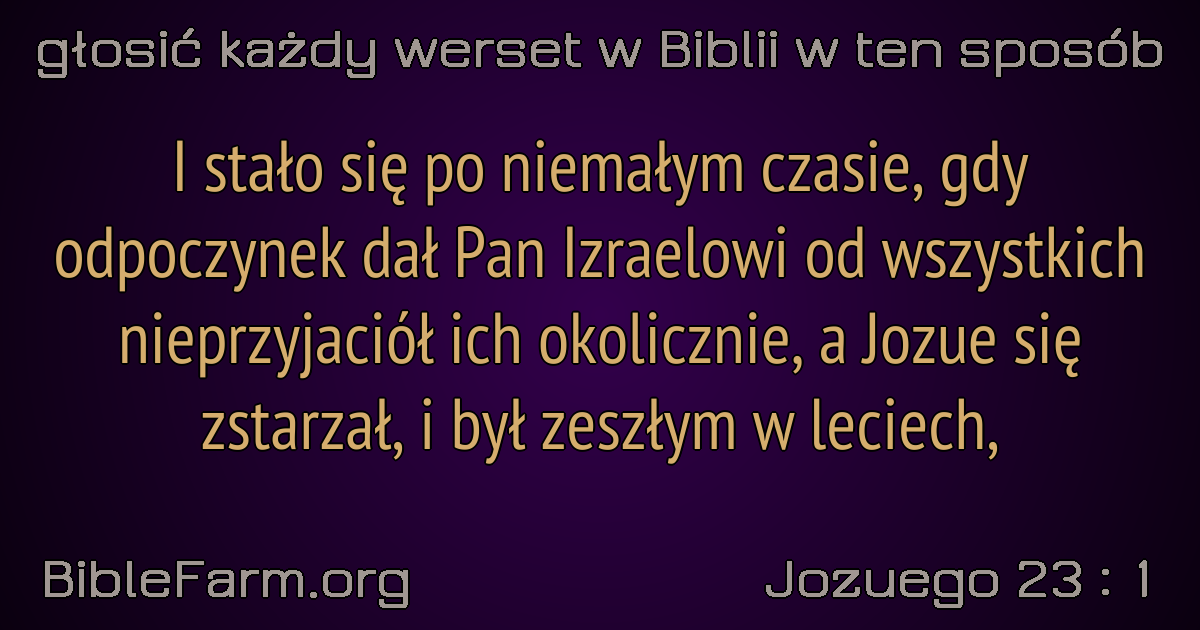 głosić każdy werset w Biblii w ten sposób
I stało się po niemałym czasie, gdy
odpoczynek dał Pan Izraelowi od wszystkich
nieprzyjaciół ich okolicznie, a Jozue się
zstarzał, i był zeszłym w leciech,
BibleFarm.org
Jozuego 23 : 1